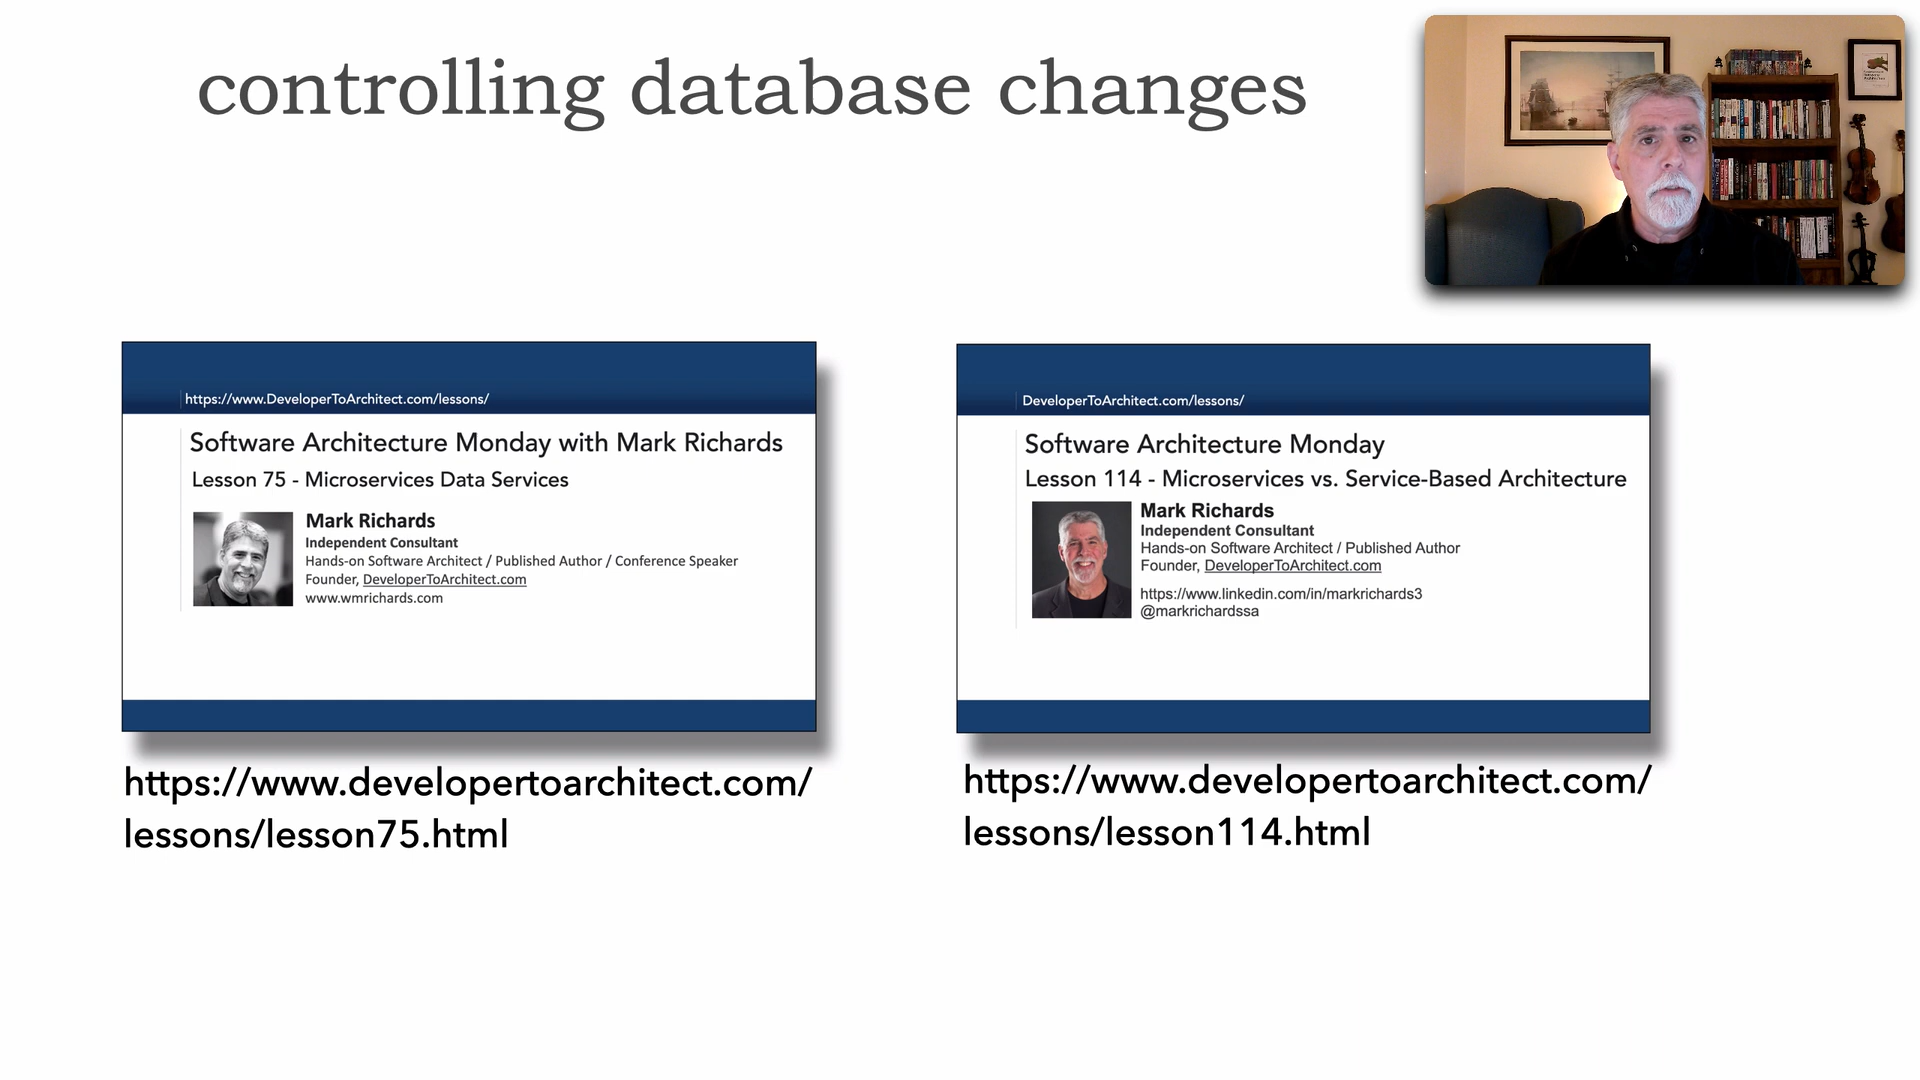 controlling database changes
https://www.DeveloperToArchitect.com/lessons/
Software Architecture Monday with Mark Richards
Lesson 75 - Microservices Data Services
Mark Richards
Independent Consultant
Hands-on Software Architect / Published Author / Conference Speaker
Founder, DeveloperToArchitect.com
www.wmrichards.com
https://www.developertoarchitect.com/
lessons/lesson75.html
DeveloperToArchitect.com/lessons/
Software Architecture Monday
Lesson 114 - Microservices vs. Service-Based Architecture
Mark Richards
Independent Consultant
Hands-on Software Architect / Published Author
Founder, DeveloperToArchitect.com
https://www.linkedin.com/in/markrichards3
@markrichardssa
https://www.developertoarchitect.com/
lessons/lesson114.html